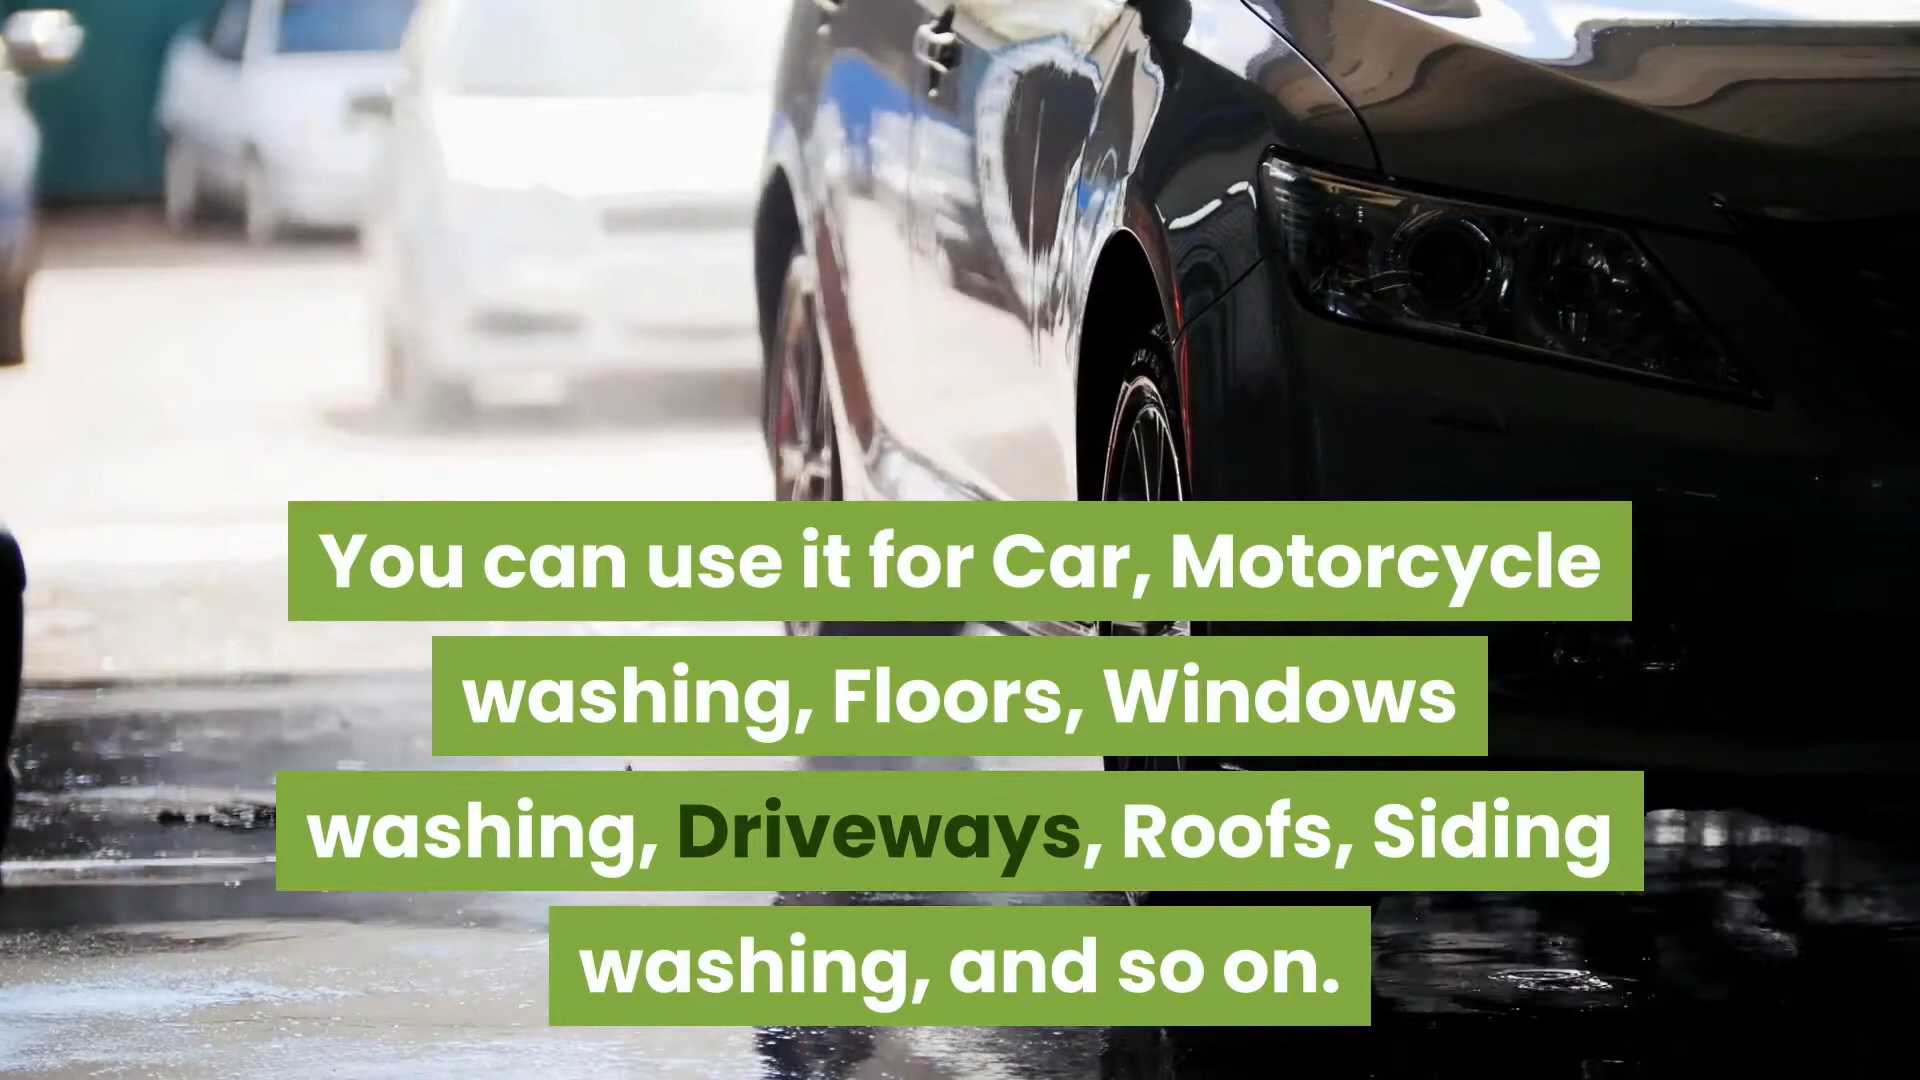 You can use it for Car, Motorcycle
washing, Floors, Windows
washing, Driveways, Roofs, Siding
washing, and so on.